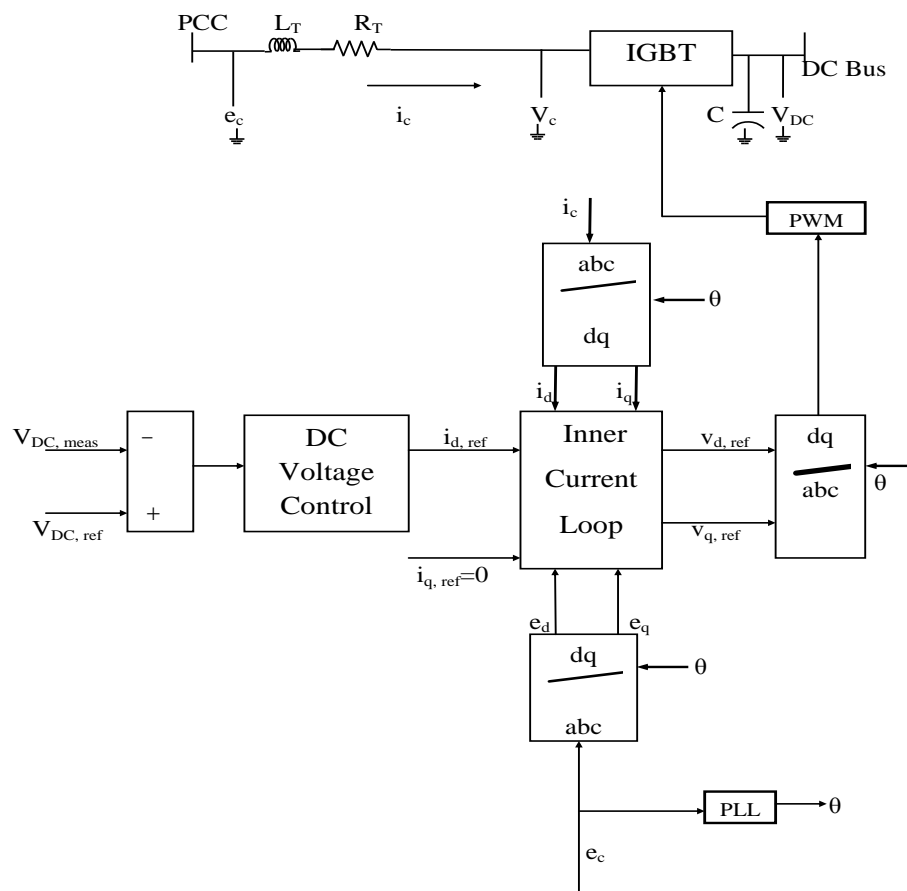 PCC
L_T
R_T
IGBT
DC Bus
e_c
i_c
V_c
C
V_DC
i_c
PWM
abc
dq
θ
i_d
i_q
V_DC, meas
−
DC
Voltage
Control
i_d, ref
Inner
Current
Loop
v_d, ref
dq
abc
θ
V_DC, ref
+
i_q, ref=0
v_q, ref
e_d
e_q
dq
abc
θ
PLL
θ
e_c